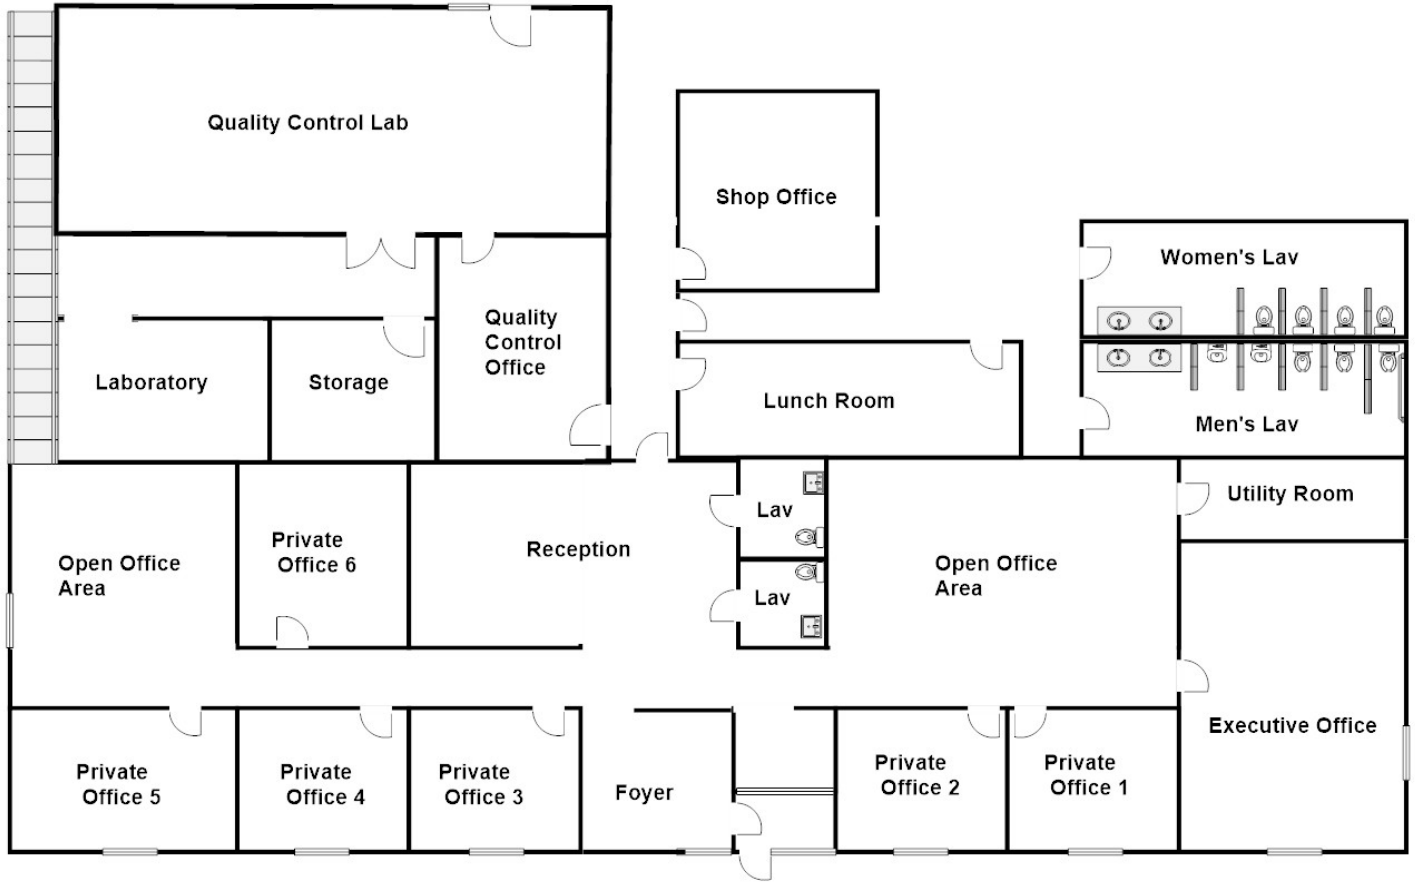 Quality Control Lab
Shop Office
Women's Lav
Quality
Control
Office
Laboratory
Storage
Lunch Room
Men's Lav
Utility Room
Lav
Private
Office 6
Reception
Open Office
Area
Open Office
Area
Lav
Executive Office
Private
Office 5
Private
Office 4
Private
Office 3
Foyer
Private
Office 2
Private
Office 1